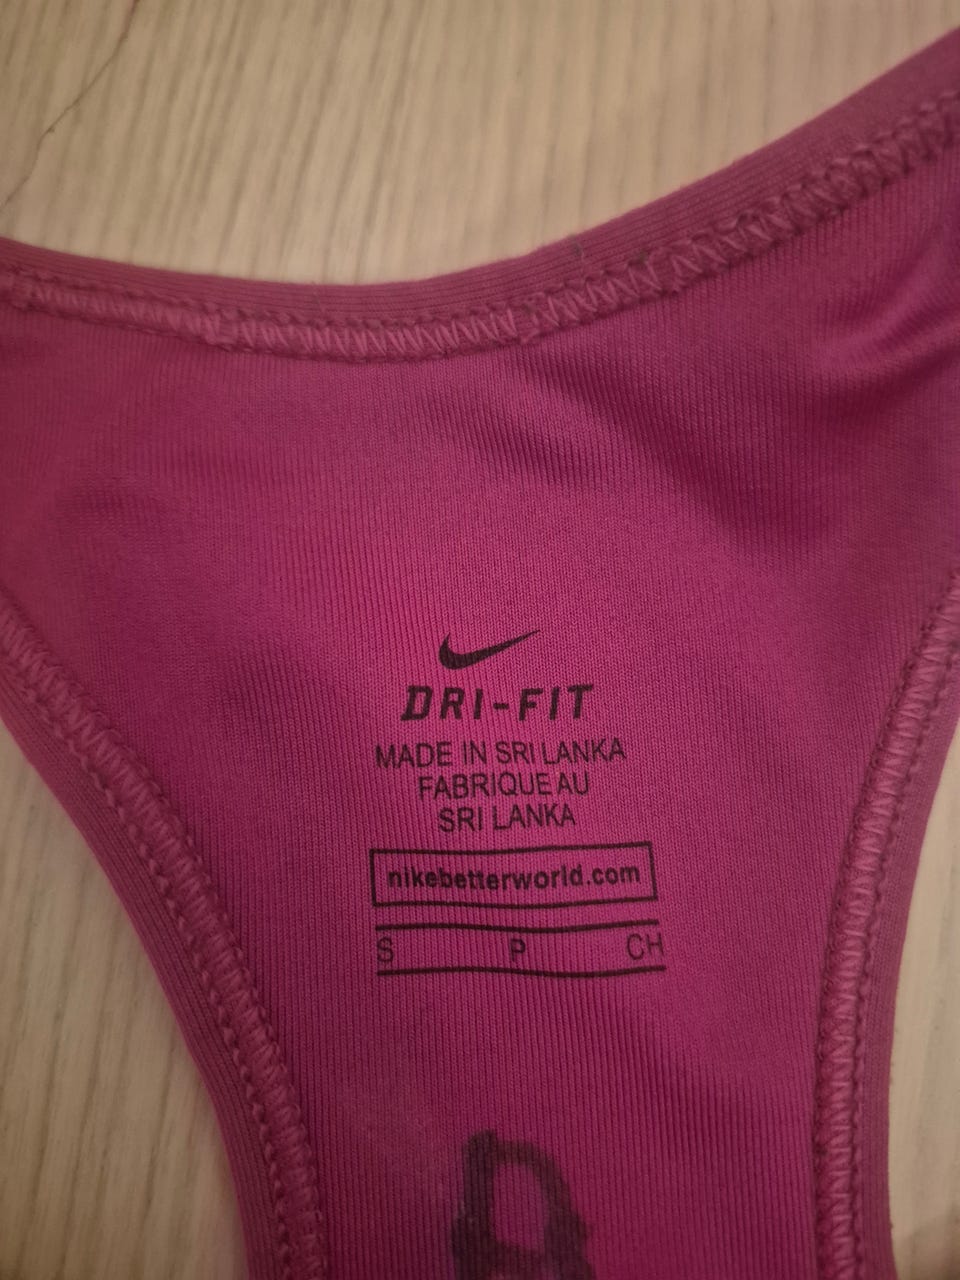 DRI-FIT
MADE IN SRI LANKA
FABRIQUE AU
SRI LANKA
nikebetterworld.com
S P CH